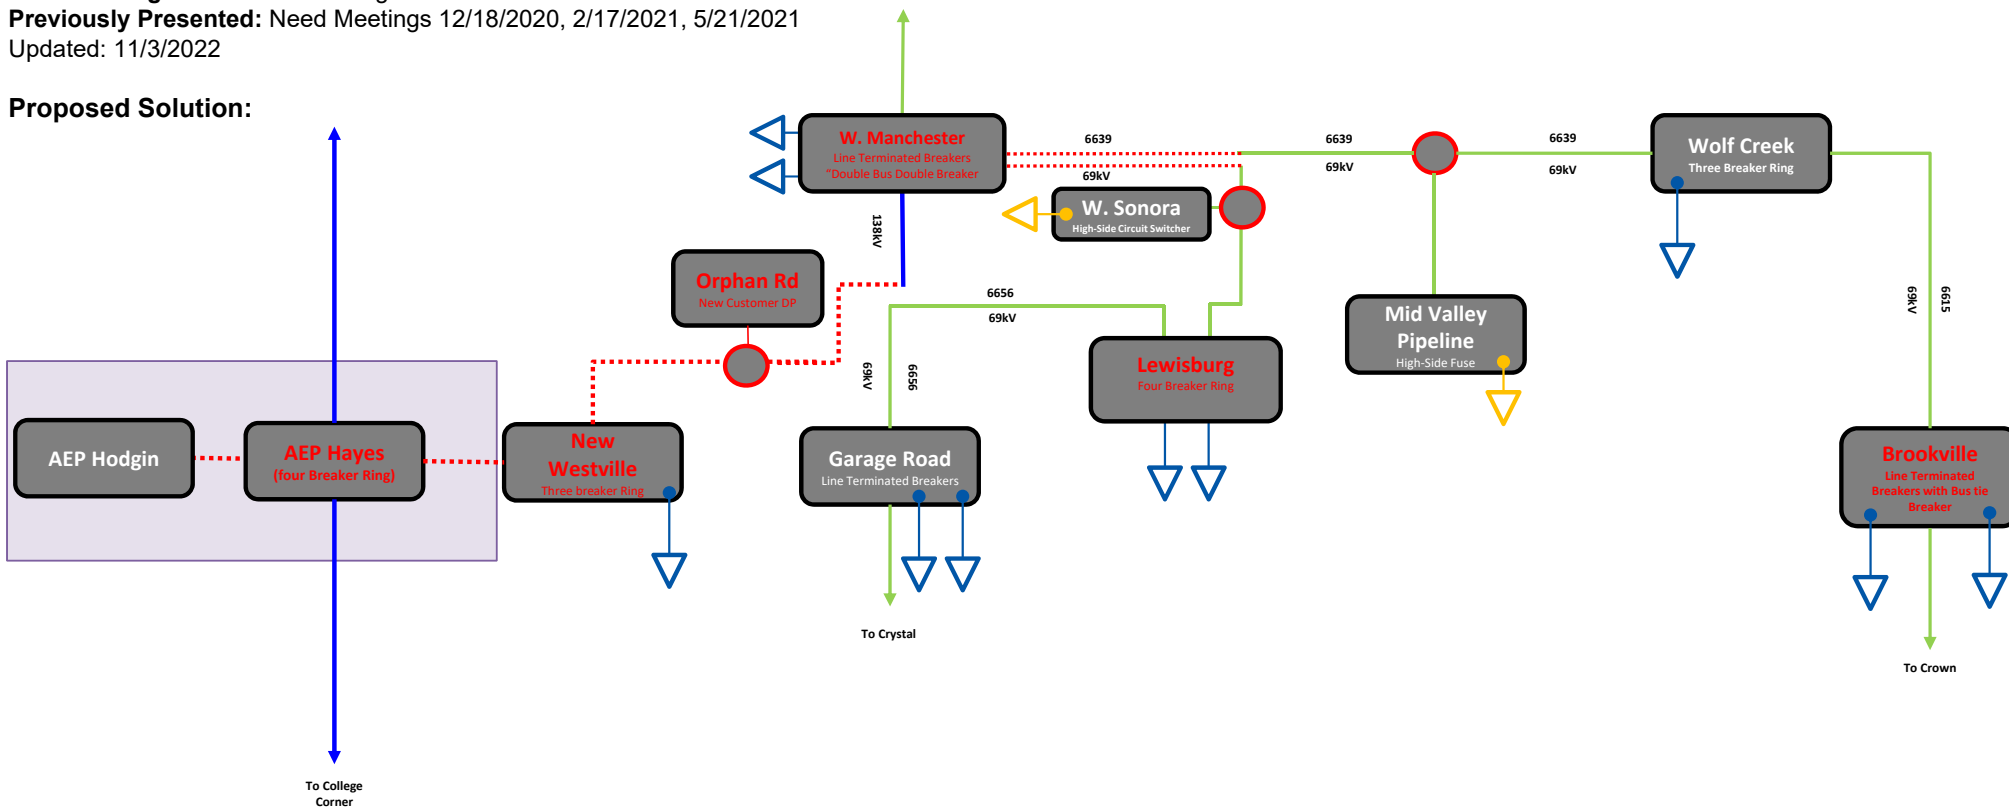 Previously Presented: Need Meetings 12/18/2020, 2/17/2021, 5/21/2021
Updated: 11/3/2022
Proposed Solution:
W. Manchester
Line Terminated Breakers
"Double Bus Double Breaker
6639
69kV
6639
69kV
6639
69kV
Wolf Creek
Three Breaker Ring
W. Sonora
High-Side Circuit Switcher
138kV
Orphan Rd
New Customer DP
6656
69kV
Mid Valley
Pipeline
High-Side Fuse
69kV
6615
69kV
6656
Lewisburg
Four Breaker Ring
AEP Hodgin
AEP Hayes
(four Breaker Ring)
New
Westville
Three breaker Ring
Garage Road
Line Terminated Breakers
Brookville
Line Terminated
Breakers with Bus tie
Breaker
To Crystal
To Crown
To College
Corner